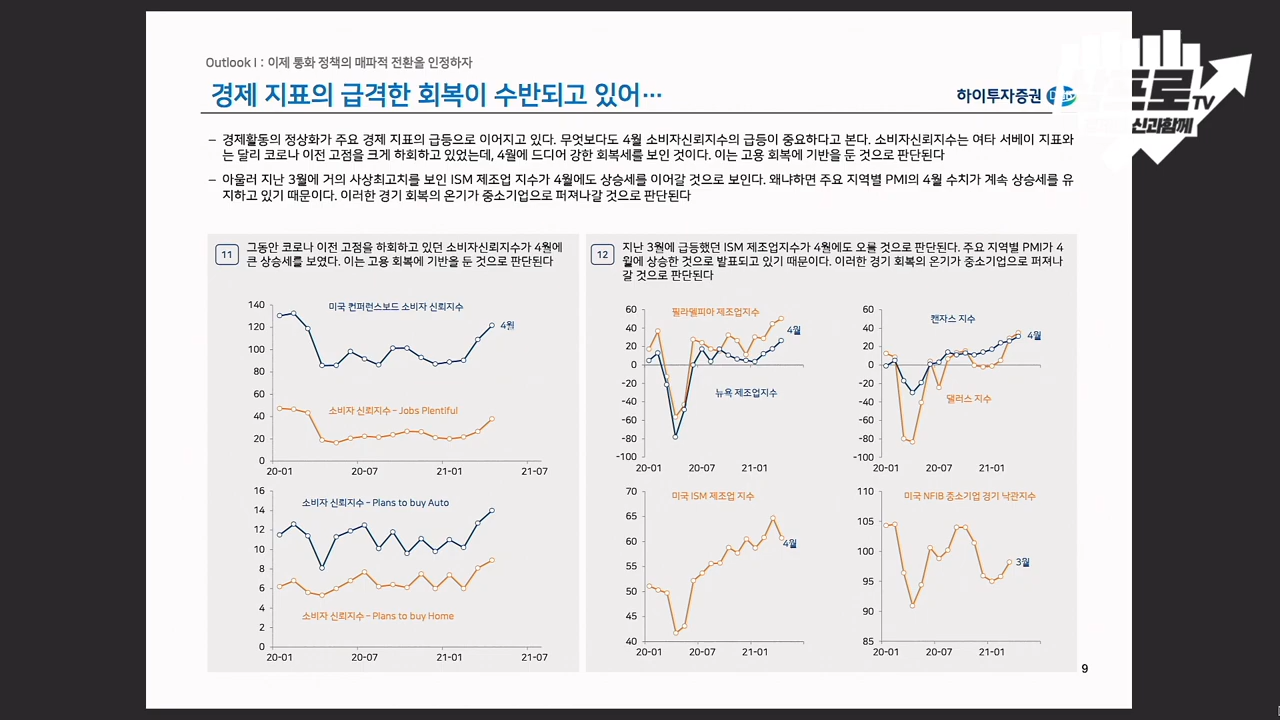 Outlook I : 이제 통화 정책의 매파적 전환을 인정하자
경제 지표의 급격한 회복이 수반되고 있어…
하이투자증권
프로TV
신과함께
– 경제활동의 정상화가 주요 경제 지표의 급등으로 이어지고 있다. 무엇보다도 4월 소비자신뢰지수의 급등이 중요하다고 본다. 소비자신뢰지수는 여타 서베이 지표와
는 달리 코로나 이전 고점을 크게 하회하고 있었는데, 4월에 드디어 강한 회복세를 보인 것이다. 이는 고용 회복에 기반을 둔 것으로 판단된다
– 아울러 지난 3월에 거의 사상최고치를 보인 ISM 제조업 지수가 4월에도 상승세를 이어갈 것으로 보인다. 왜냐하면 주요 지역별 PMI의 4월 수치가 계속 상승세를 유
지하고 있기 때문이다. 이러한 경기 회복의 온기가 중소기업으로 퍼져나갈 것으로 판단된다
11
그동안 코로나 이전 고점을 하회하고 있던 소비자신뢰지수가 4월에
큰 상승세를 보였다. 이는 고용 회복에 기반을 둔 것으로 판단된다
140
120
100
80
60
40
20
0
미국 컨퍼런스보드 소비자 신뢰지수
4월
소비자 신뢰지수 – Jobs Plentiful
20-01 20-07 21-01 21-07
16
14
12
10
8
6
4
2
0
소비자 신뢰지수 – Plans to buy Auto
소비자 신뢰지수 – Plans to buy Home
20-01 20-07 21-01 21-07
12
지난 3월에 급등했던 ISM 제조업지수가 4월에도 오를 것으로 판단된다. 주요 지역별 PMI가 4
월에 상승한 것으로 발표되고 있기 때문이다. 이러한 경기 회복의 온기가 중소기업으로 퍼져나
갈 것으로 판단된다
60
40
20
0
-20
-40
-60
-80
-100
필라델피아 제조업지수
4월
뉴욕 제조업지수
20-01 20-07 21-01
60
40
20
0
-20
-40
-60
-80
-100
캔자스 지수
4월
댈러스 지수
20-01 20-07 21-01
70
65
60
55
50
45
40
미국 ISM 제조업 지수
4월
20-01 20-07 21-01
110
105
100
95
90
85
미국 NFIB 중소기업 경기 낙관지수
3월
20-01 20-07 21-01
9